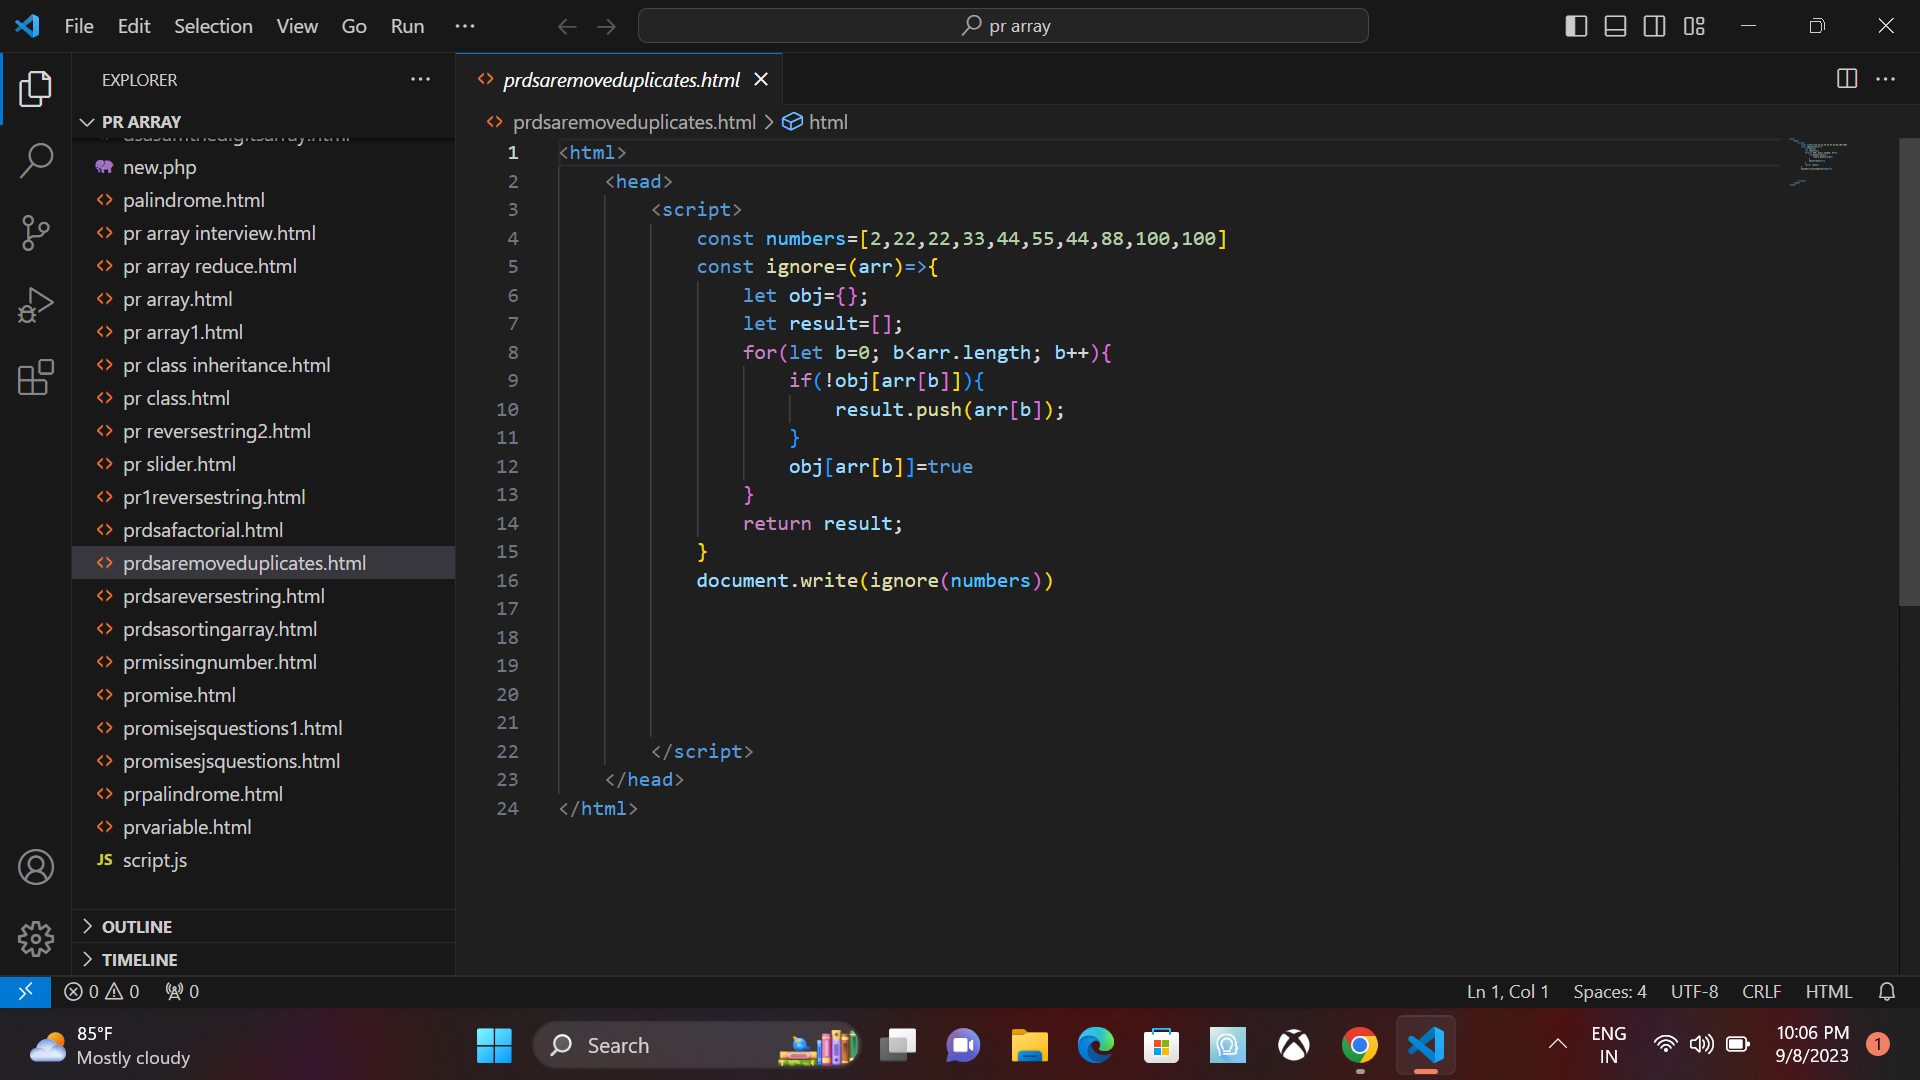 File Edit Selection View Go Run ··· pr array
EXPLORER ···
PR ARRAY
new.php
palindrome.html
pr array interview.html
pr array reduce.html
pr array.html
pr array1.html
pr class inheritance.html
pr class.html
pr reversestring2.html
pr slider.html
pr1reversestring.html
prdsafactorial.html
prdsaremoveduplicates.html
prdsareversestring.html
prdsasortingarray.html
prmissingnumber.html
promise.html
promisejsquestions1.html
promisesjsquestions.html
prpalindrome.html
prvariable.html
JS script.js
OUTLINE
TIMELINE
prdsaremoveduplicates.html
prdsaremoveduplicates.html > html
1 <html>
2 <head>
3 <script>
4 const numbers=[2,22,22,33,44,55,44,88,100,100]
5 const ignore=(arr)=>{
6 let obj={};
7 let result=[];
8 for(let b=0; b<arr.length; b++){
9 if(!obj[arr[b]]){
10 result.push(arr[b]);
11 }
12 obj[arr[b]]=true
13 }
14 return result;
15 }
16 document.write(ignore(numbers))
17
18
19
20
21
22 </script>
23 </head>
24 </html>
0 0 0
Ln 1, Col 1 Spaces: 4 UTF-8 CRLF HTML
85°F
Mostly cloudy
Search
ENG
IN
10:06 PM
9/8/2023
1